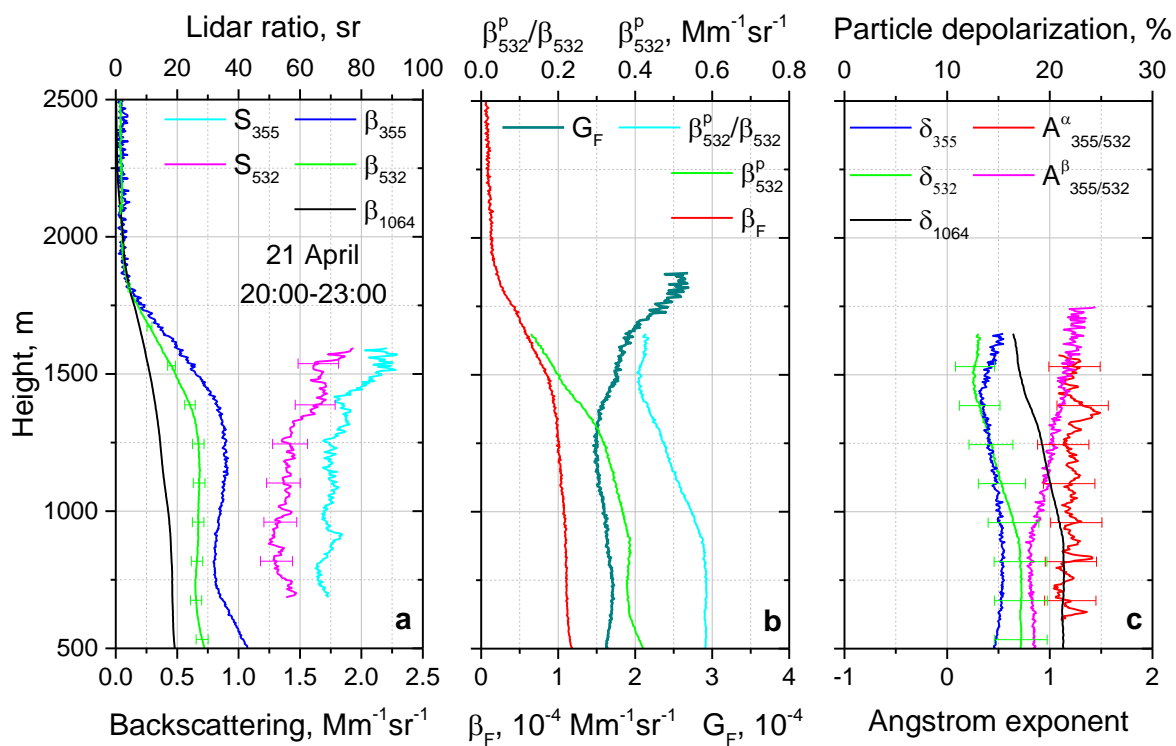 Lidar ratio, sr
0 20 40 60 80 100
β^p_532/β_532 β^p_532, Mm^-1sr^-1
0.0 0.2 0.4 0.6 0.8
Particle depolarization, %
0 10 20 30
Height, m
2500
2000
1500
1000
500
S_355 β_355
S_532 β_532
β_1064
21 April
20:00-23:00
a
G_F β^p_532/β_532
β^p_532
β_F
b
δ_355 A^α_355/532
δ_532 A^β_355/532
δ_1064
c
0.0 0.5 1.0 1.5 2.0 2.5
Backscattering, Mm^-1sr^-1
0 1 2 3 4
β_F, 10^-4 Mm^-1sr^-1 G_F, 10^-4
-1 0 1 2
Angstrom exponent